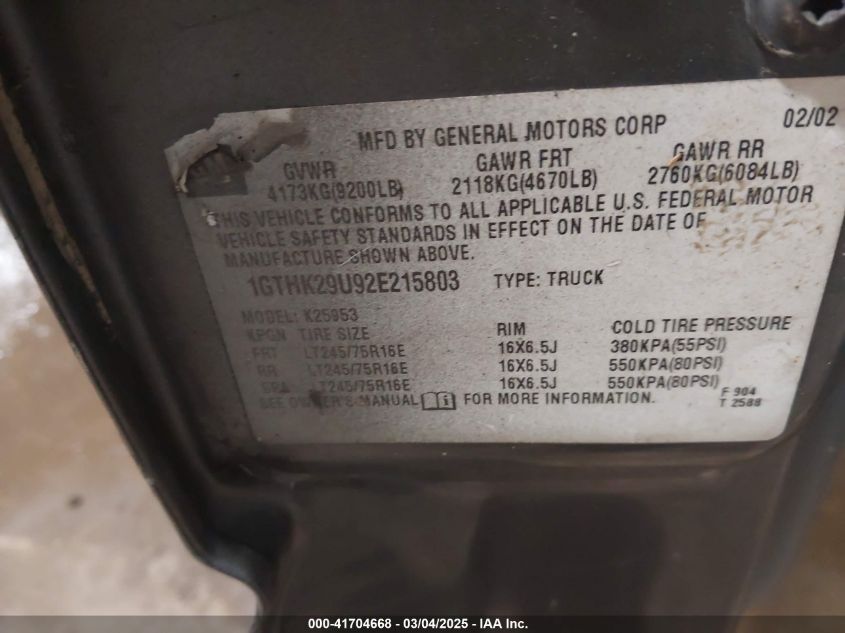 MFD BY GENERAL MOTORS CORP 02/02
GVWR GAWR FRT GAWR RR
4173KG(9200LB) 2118KG(4670LB) 2760KG(6084LB)
THIS VEHICLE CONFORMS TO ALL APPLICABLE U.S. FEDERAL MOTOR
VEHICLE SAFETY STANDARDS IN EFFECT ON THE DATE OF
MANUFACTURE SHOWN ABOVE.
1GTHK29U92E215803 TYPE: TRUCK
MODEL: K25953
KPGN TIRE SIZE RIM COLD TIRE PRESSURE
FRT LT245/75R16E 16X6.5J 380KPA(55PSI)
RR LT245/75R16E 16X6.5J 550KPA(80PSI)
SPA LT245/75R16E 16X6.5J 550KPA(80PSI)
SEE OWNER'S MANUAL FOR MORE INFORMATION.
F 904
T 2588
000-41704668 - 03/04/2025 - IAA Inc.